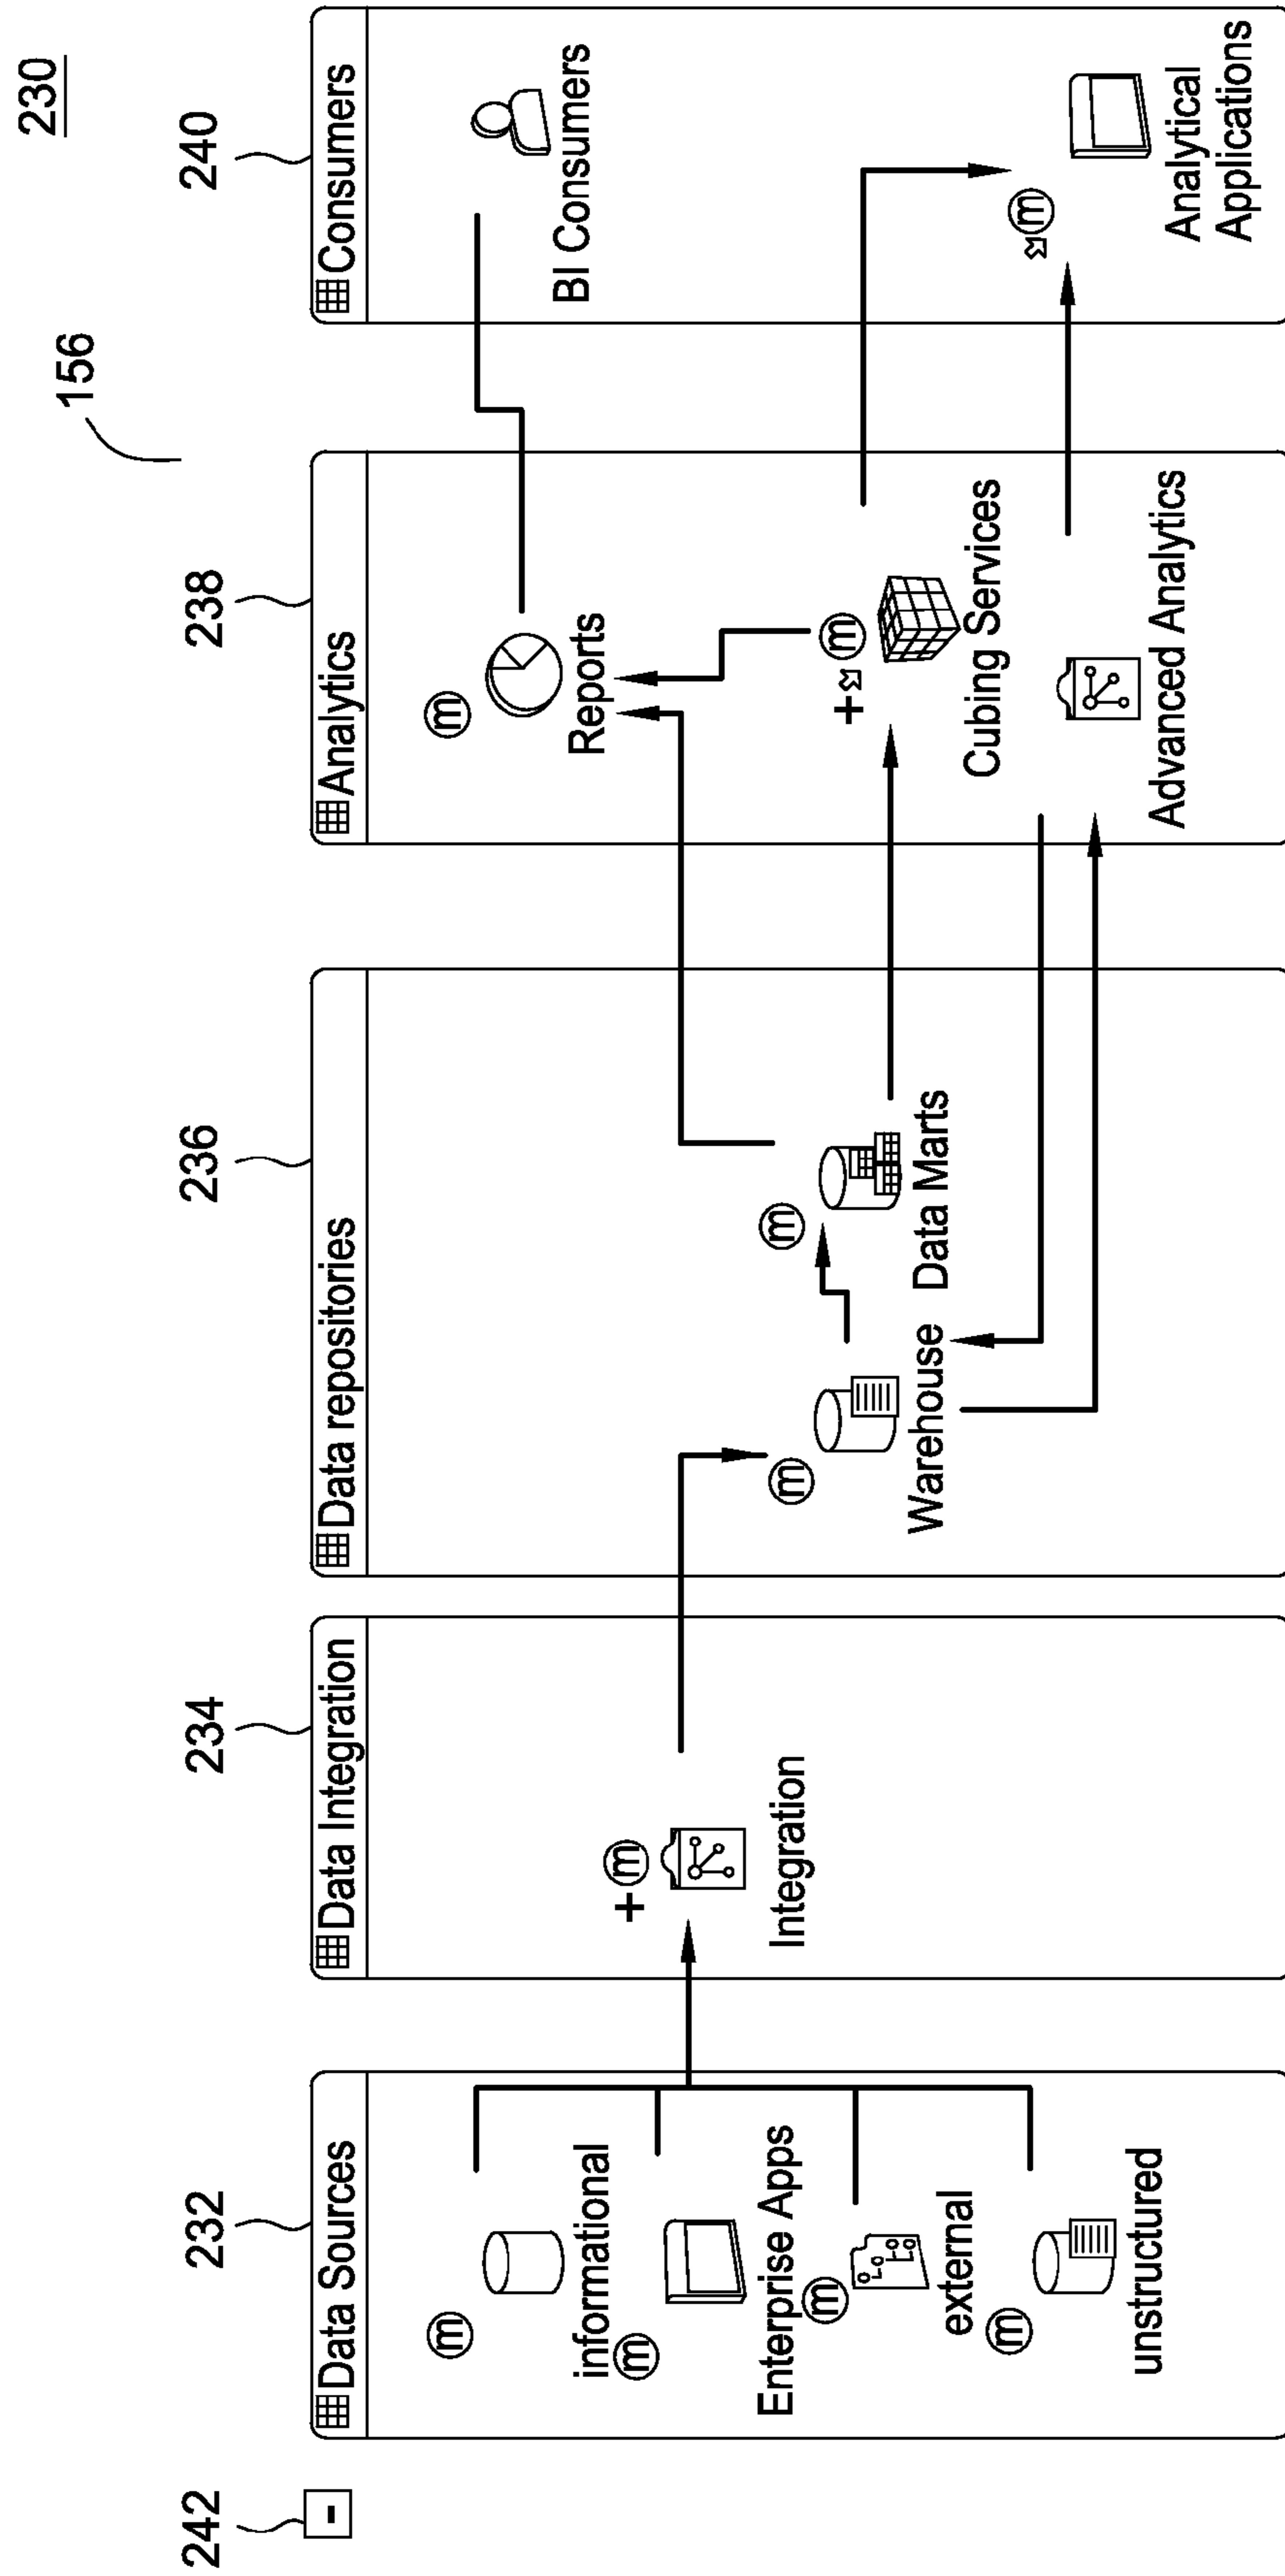 230
156
242
232
234
236
238
240
Data Sources
m
informational
m
Enterprise Apps
m
external
m
unstructured
-
Data Integration
+ m
Integration
Data repositories
m
Warehouse
m
Data Marts
Analytics
m
Reports
+ m
Cubing Services
Advanced Analytics
Consumers
BI Consumers
m
Analytical
Applications